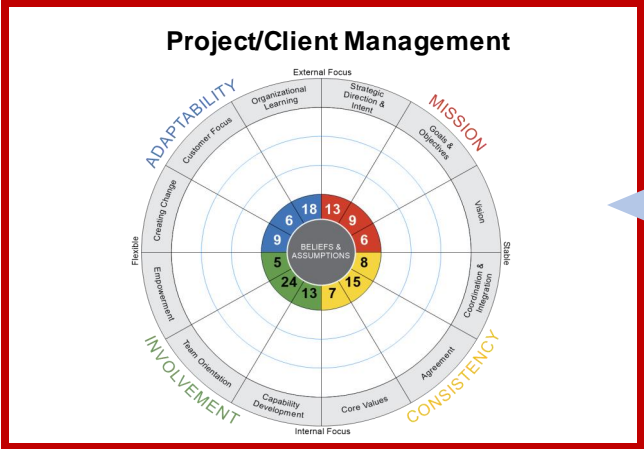 Project/Client Management
External Focus
ADAPTABILITY
MISSION
Organizational
Learning
Strategic
Direction &
Intent
Customer Focus
Goals &
Objectives
Creating Change
Vision
18
13
6
9
9
6
BELIEFS &
ASSUMPTIONS
Flexible
Stable
5
8
24
15
13
7
Empowerment
Coordination &
Integration
Team Orientation
Agreement
Capability
Development
Core Values
INVOLVEMENT
CONSISTENCY
Internal Focus